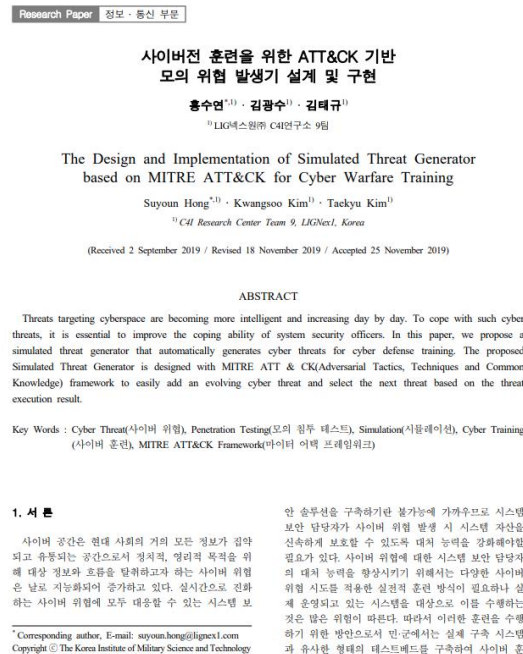 Research Paper 정보 · 통신 부문
사이버전 훈련을 위한 ATT&CK 기반
모의 위협 발생기 설계 및 구현
홍수연*,1) · 김광수1) · 김태규1)
1) LIG넥스원㈜ C4I연구소 9팀
The Design and Implementation of Simulated Threat Generator
based on MITRE ATT&CK for Cyber Warfare Training
Suyoun Hong*,1) · Kwangsoo Kim1) · Taekyu Kim1)
1) C4I Research Center Team 9, LIGNex1, Korea
(Received 2 September 2019 / Revised 18 November 2019 / Accepted 25 November 2019)
ABSTRACT
Threats targeting cyberspace are becoming more intelligent and increasing day by day. To cope with such cyber
threats, it is essential to improve the coping ability of system security officers. In this paper, we propose a
simulated threat generator that automatically generates cyber threats for cyber defense training. The proposed
Simulated Threat Generator is designed with MITRE ATT & CK(Adversarial Tactics, Techniques and Common
Knowledge) framework to easily add an evolving cyber threat and select the next threat based on the threat
execution result.
Key Words : Cyber Threat(사이버 위협), Penetration Testing(모의 침투 테스트), Simulation(시뮬레이션), Cyber Training
(사이버 훈련), MITRE ATT&CK Framework(마이터 어택 프레임워크)
1. 서 론
사이버 공간은 현대 사회의 거의 모든 정보가 집약
되고 유통되는 공간으로서 정치적, 영리적 목적을 위
해 대상 정보와 흐름을 탈취하고자 하는 사이버 위협
은 날로 지능화되어 증가하고 있다. 실시간으로 진화
하는 사이버 위협에 모두 대응할 수 있는 시스템 보
* Corresponding author, E-mail: suyoun.hong@lignex1.com
Copyright ⓒ The Korea Institute of Military Science and Technology
안 솔루션을 구축하기란 불가능에 가까우므로 시스템
보안 담당자가 사이버 위협 발생 시 시스템 자산을
신속하게 보호할 수 있도록 대처 능력을 강화해야할
필요가 있다. 사이버 위협에 대한 시스템 보안 담당자
의 대처 능력을 향상시키기 위해서는 다양한 사이버
위협 시도를 적용한 실전적 훈련 방식이 필요하나 실
제 운영되고 있는 시스템을 대상으로 이를 수행하는
것은 많은 위험이 따른다. 따라서 이러한 훈련을 수행
하기 위한 방안으로서 민·군에서는 실제 구축 시스템
과 유사한 형태의 테스트베드를 구축하여 사이버 훈